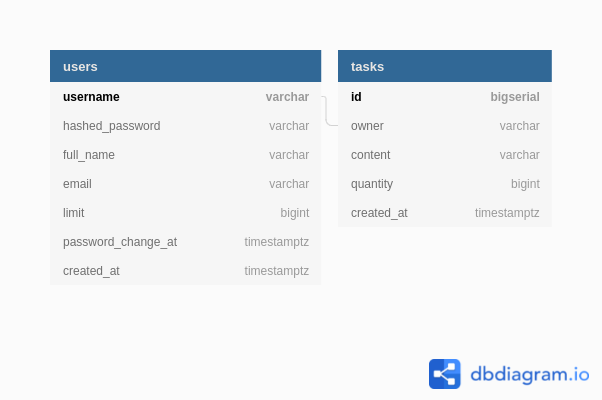 users
username varchar
hashed_password varchar
full_name varchar
email varchar
limit bigint
password_change_at timestamptz
created_at timestamptz
tasks
id bigserial
owner varchar
content varchar
quantity bigint
created_at timestamptz
dbdiagram.io